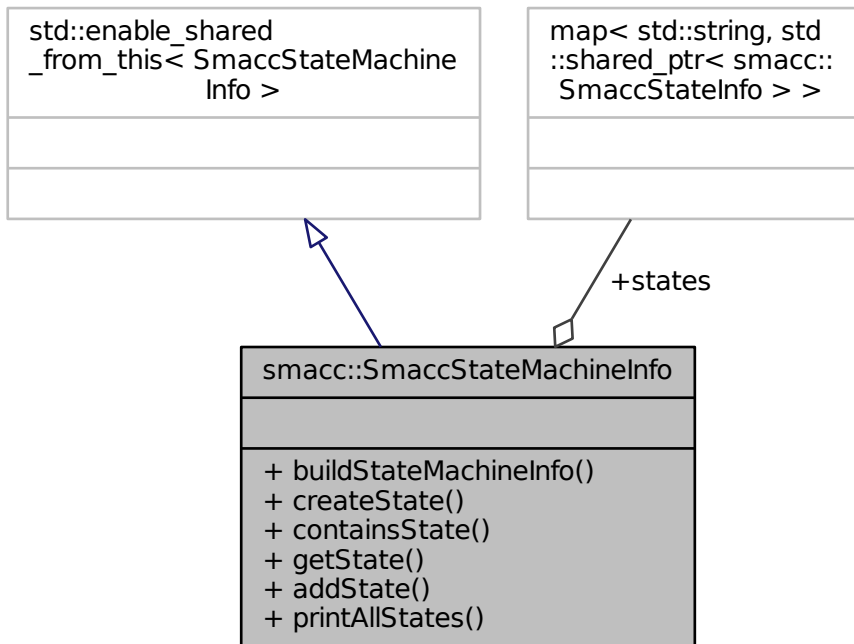 std::enable_shared
_from_this< SmaccStateMachine
Info >
map< std::string, std
::shared_ptr< smacc::
SmaccStateInfo > >
+states
smacc::SmaccStateMachineInfo
+ buildStateMachineInfo()
+ createState()
+ containsState()
+ getState()
+ addState()
+ printAllStates()